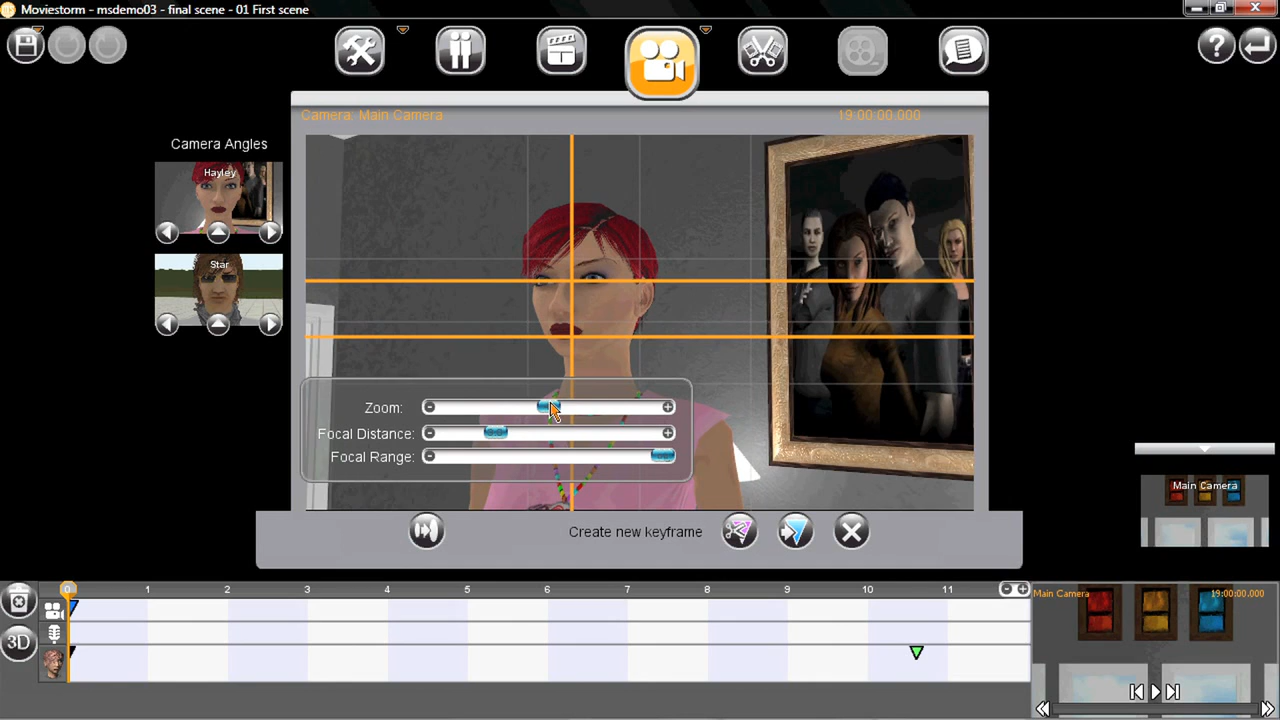 Moviestorm - msdemo03 - final scene - 01 First scene
Camera: Main Camera
19:00:00.000
Camera Angles
Hayley
Star
Zoom:
Focal Distance:
Focal Range:
Main Camera
Create new keyframe
0 1 2 3 4 5 6 7 8 9 10 11
Main Camera
19:00:00.000
3D